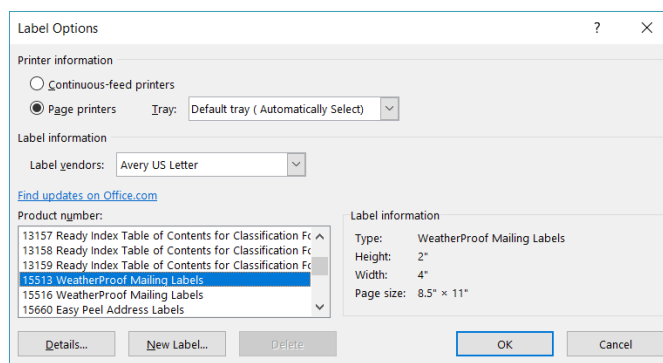 Label Options
?
Printer information
Continuous-feed printers
Page printers
Tray:
Default tray ( Automatically Select)
Label information
Label vendors:
Avery US Letter
Find updates on Office.com
Product number:
13157 Ready Index Table of Contents for Classification Fo
13158 Ready Index Table of Contents for Classification Fo
13159 Ready Index Table of Contents for Classification Fo
15513 WeatherProof Mailing Labels
15516 WeatherProof Mailing Labels
15660 Easy Peel Address Labels
Label information
Type: WeatherProof Mailing Labels
Height: 2"
Width: 4"
Page size: 8.5" × 11"
Details...
New Label...
Delete
OK
Cancel